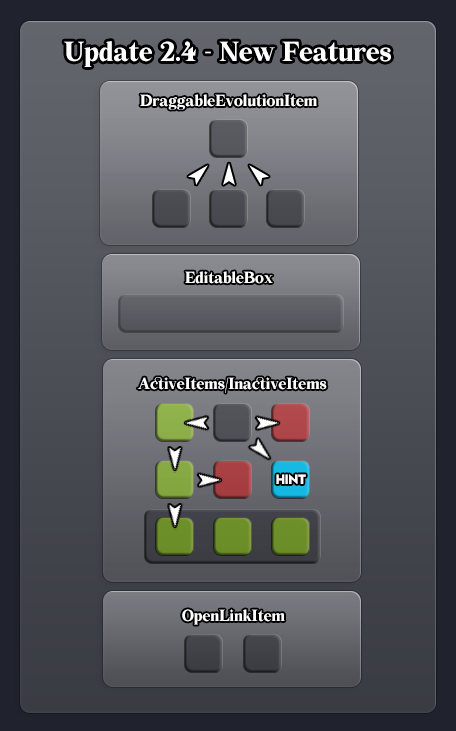 Update 2.4 - New Features
DraggableEvolutionItem
EditableBox
ActiveItems/InactiveItems
HINT
OpenLinkItem